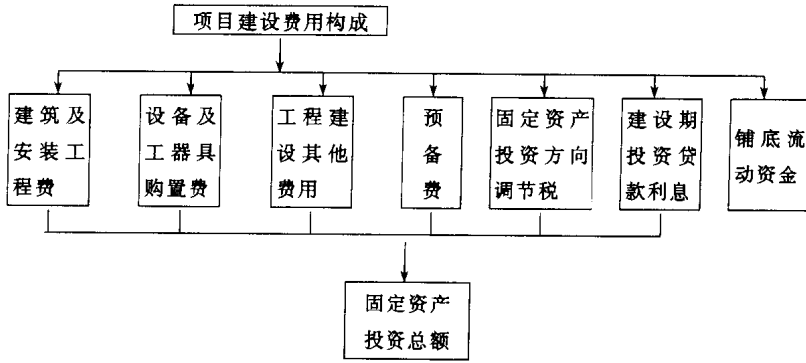 项目建设费用构成
建筑及
安装工
程费
设备及
工器具
购置费
工程建
设其他
费用
预
备
费
固定资产
投资方向
调节税
建设期
投资贷
款利息
铺底流
动资金
固定资产
投资总额